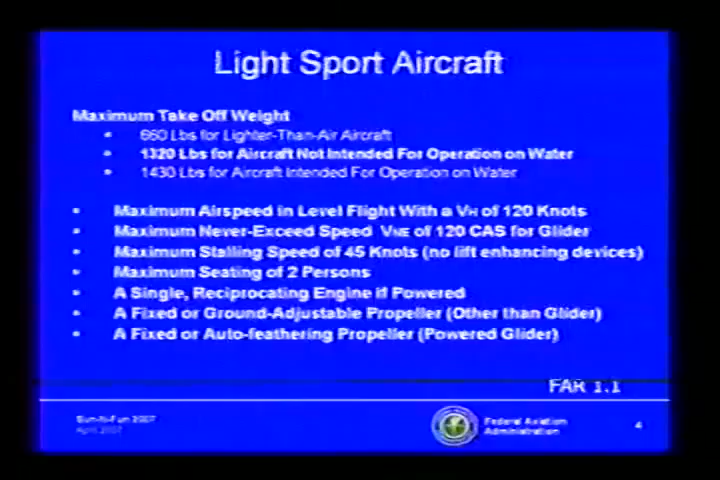 Light Sport Aircraft
Maximum Take Off Weight
• 660 Lbs for Lighter-Than-Air Aircraft
• 1320 Lbs for Aircraft Not Intended For Operation on Water
• 1430 Lbs for Aircraft Intended For Operation on Water
• Maximum Airspeed in Level Flight With a VH of 120 Knots
• Maximum Never-Exceed Speed VNE of 120 CAS for Glider
• Maximum Stalling Speed of 45 Knots (no lift enhancing devices)
• Maximum Seating of 2 Persons
• A Single, Reciprocating Engine if Powered
• A Fixed or Ground-Adjustable Propeller (Other than Glider)
• A Fixed or Auto-feathering Propeller (Powered Glider)
FAR 1.1
Sun-N-Fun 2007
April 2007
Federal Aviation
Administration
4